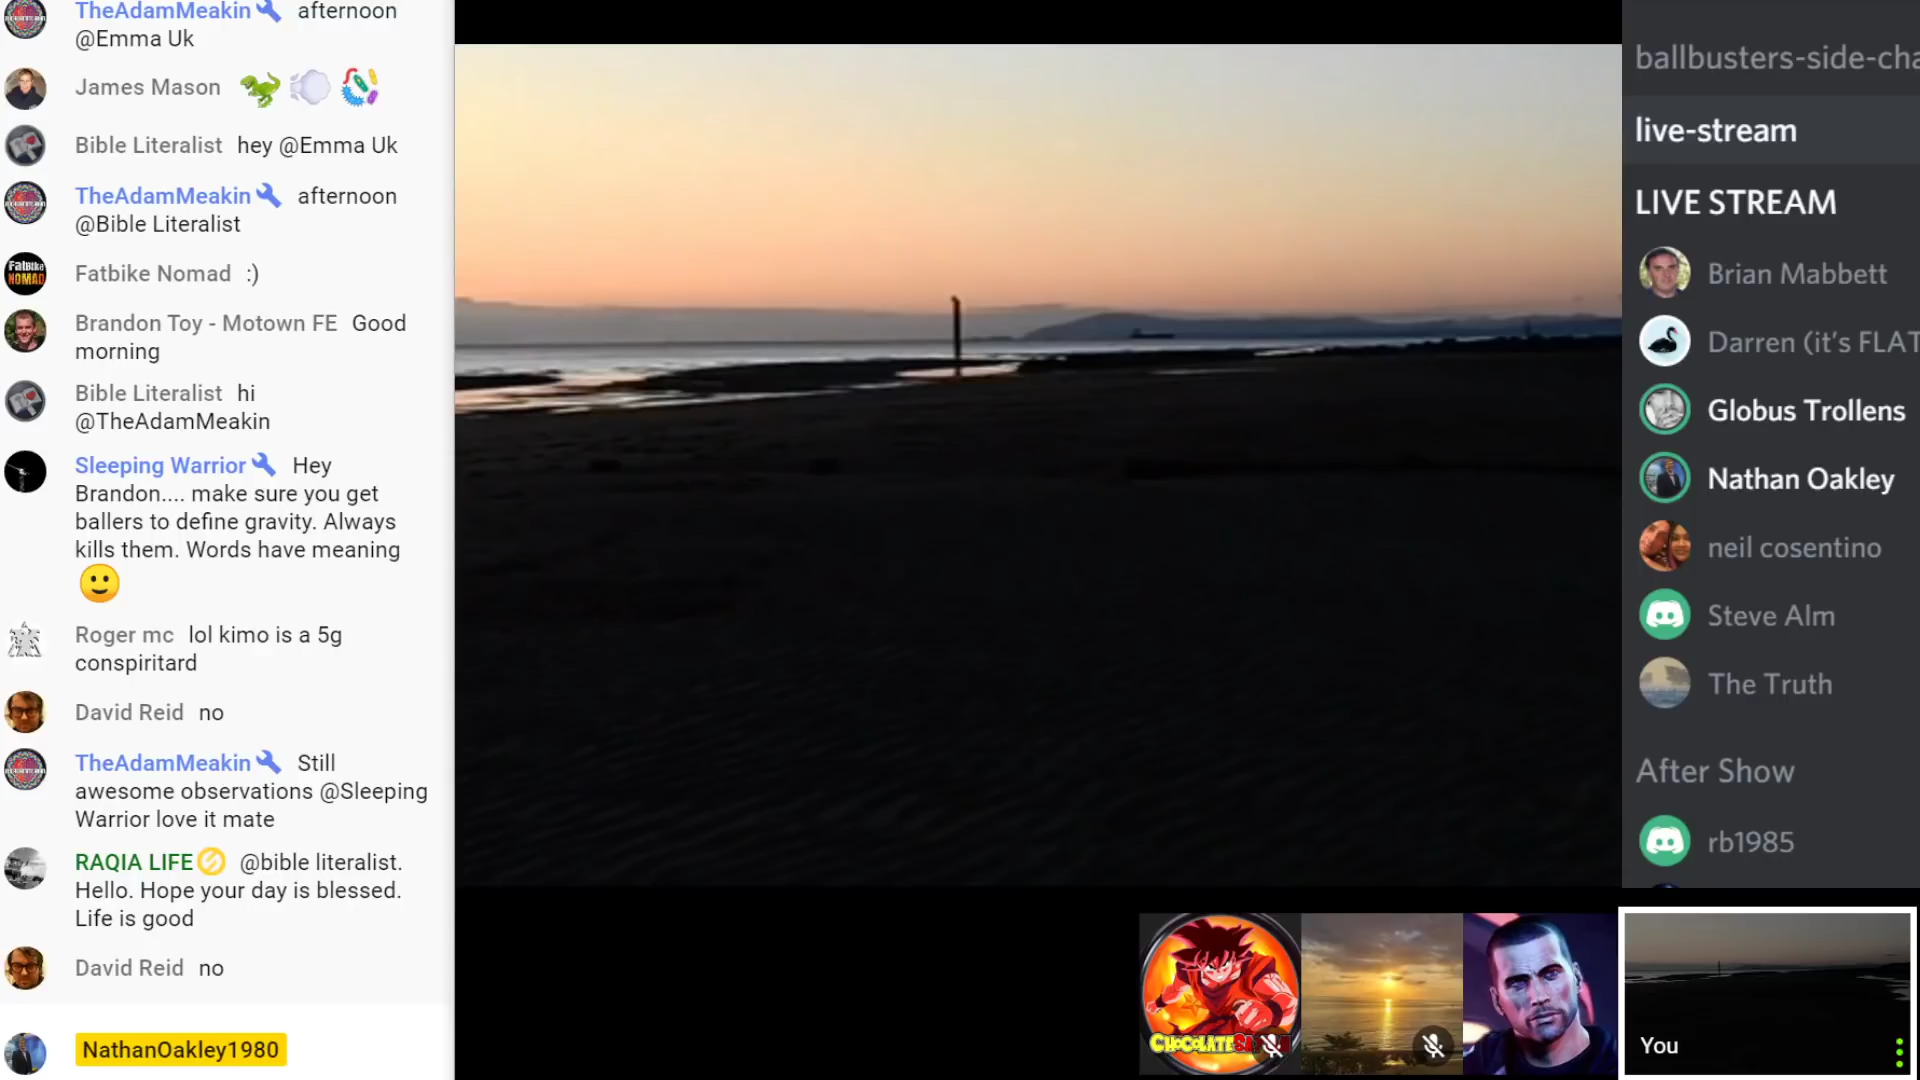 TheAdamMeakin afternoon
@Emma Uk
James Mason
Bible Literalist hey @Emma Uk
TheAdamMeakin afternoon
@Bible Literalist
Fatbike Nomad :)
Brandon Toy - Motown FE Good
morning
Bible Literalist hi
@TheAdamMeakin
Sleeping Warrior Hey
Brandon.... make sure you get
ballers to define gravity. Always
kills them. Words have meaning
Roger mc lol kimo is a 5g
conspiritard
David Reid no
TheAdamMeakin Still
awesome observations @Sleeping
Warrior love it mate
RAQIA LIFE @bible literalist.
Hello. Hope your day is blessed.
Life is good
David Reid no
NathanOakley1980
FatBike
NOMAD
ballbusters-side-cha
live-stream
LIVE STREAM
Brian Mabbett
Darren (it's FLAT
Globus Trollens
Nathan Oakley
neil cosentino
Steve Alm
The Truth
After Show
rb1985
You